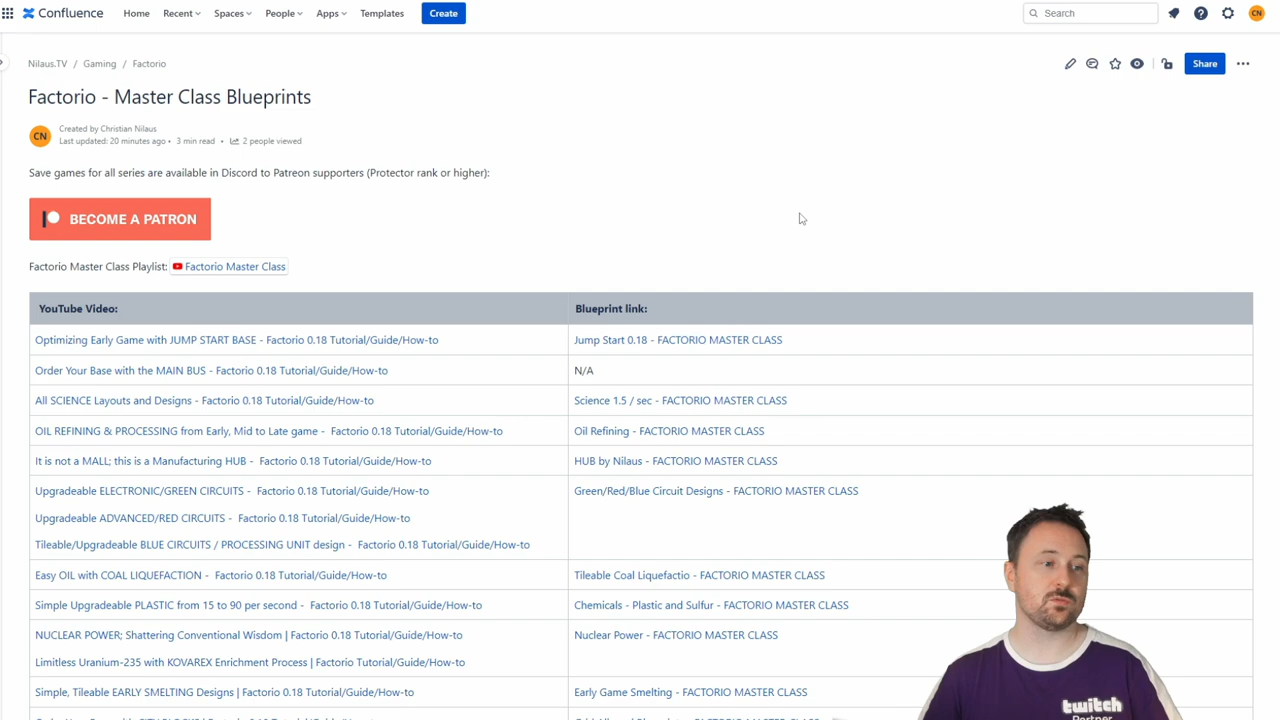 Confluence Home Recent Spaces People Apps Templates Create Search CN
Nilaus.TV / Gaming / Factorio
Share
Factorio - Master Class Blueprints
CN
Created by Christian Nilaus
Last updated: 20 minutes ago • 3 min read • 2 people viewed
Save games for all series are available in Discord to Patreon supporters (Protector rank or higher):
BECOME A PATRON
Factorio Master Class Playlist: Factorio Master Class
YouTube Video: Blueprint link:
Optimizing Early Game with JUMP START BASE - Factorio 0.18 Tutorial/Guide/How-to Jump Start 0.18 - FACTORIO MASTER CLASS
Order Your Base with the MAIN BUS - Factorio 0.18 Tutorial/Guide/How-to N/A
All SCIENCE Layouts and Designs - Factorio 0.18 Tutorial/Guide/How-to Science 1.5 / sec - FACTORIO MASTER CLASS
OIL REFINING & PROCESSING from Early, Mid to Late game - Factorio 0.18 Tutorial/Guide/How-to Oil Refining - FACTORIO MASTER CLASS
It is not a MALL; this is a Manufacturing HUB - Factorio 0.18 Tutorial/Guide/How-to HUB by Nilaus - FACTORIO MASTER CLASS
Upgradeable ELECTRONIC/GREEN CIRCUITS - Factorio 0.18 Tutorial/Guide/How-to Green/Red/Blue Circuit Designs - FACTORIO MASTER CLASS
Upgradeable ADVANCED/RED CIRCUITS - Factorio 0.18 Tutorial/Guide/How-to
Tileable/Upgradeable BLUE CIRCUITS / PROCESSING UNIT design - Factorio 0.18 Tutorial/Guide/How-to
Easy OIL with COAL LIQUEFACTION - Factorio 0.18 Tutorial/Guide/How-to Tileable Coal Liquefactio - FACTORIO MASTER CLASS
Simple Upgradeable PLASTIC from 15 to 90 per second - Factorio 0.18 Tutorial/Guide/How-to Chemicals - Plastic and Sulfur - FACTORIO MASTER CLASS
NUCLEAR POWER; Shattering Conventional Wisdom | Factorio 0.18 Tutorial/Guide/How-to Nuclear Power - FACTORIO MASTER CLASS
Limitless Uranium-235 with KOVAREX Enrichment Process | Factorio Tutorial/Guide/How-to
Simple, Tileable EARLY SMELTING Designs | Factorio 0.18 Tutorial/Guide/How-to Early Game Smelting - FACTORIO MASTER CLASS
twitch
Partner